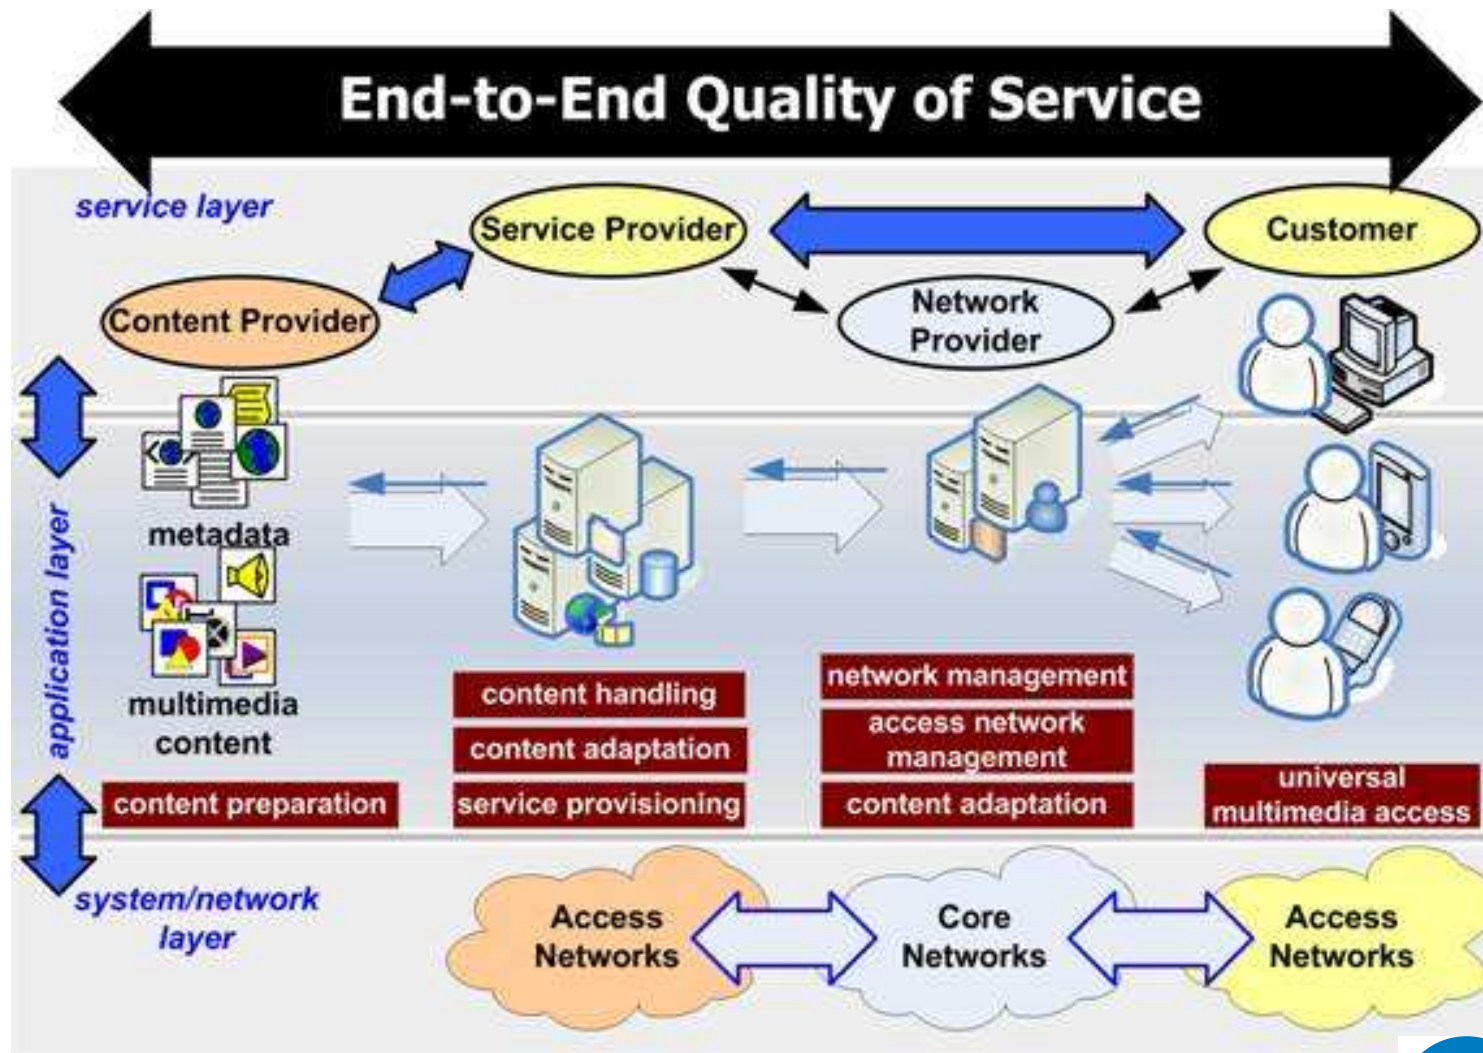 End-to-End Quality of Service
service layer
Service Provider
Customer
Content Provider
Network
Provider
metadata
application layer
multimedia
content
content handling
content adaptation
service provisioning
network management
access network
management
content adaptation
content preparation
universal
multimedia access
system/network
layer
Access
Networks
Core
Networks
Access
Networks